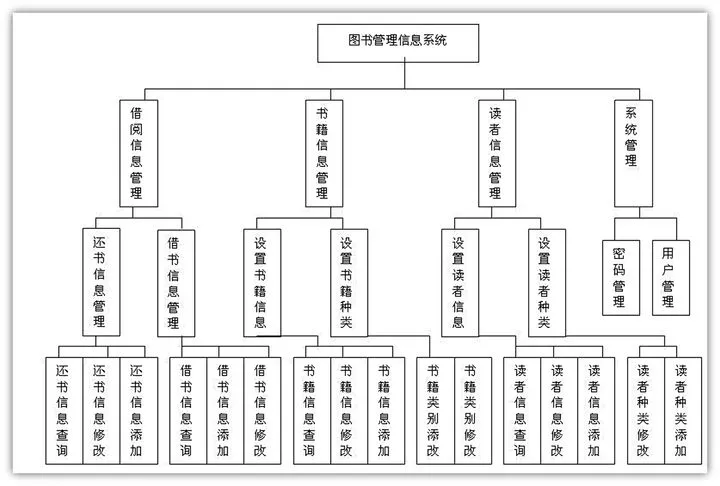 图书管理信息系统
借阅信息管理
书籍信息管理
读者信息管理
系统管理
还书信息管理
借书信息管理
设置书籍信息
设置书籍种类
设置读者信息
设置读者种类
密码管理
用户管理
还书信息查询
还书信息修改
还书信息添加
借书信息查询
借书信息添加
借书信息修改
书籍信息查询
书籍信息修改
书籍信息添加
书籍类别添改
书籍类别修改
读者信息查询
读者信息修改
读者信息添加
读者种类修改
读者种类添加